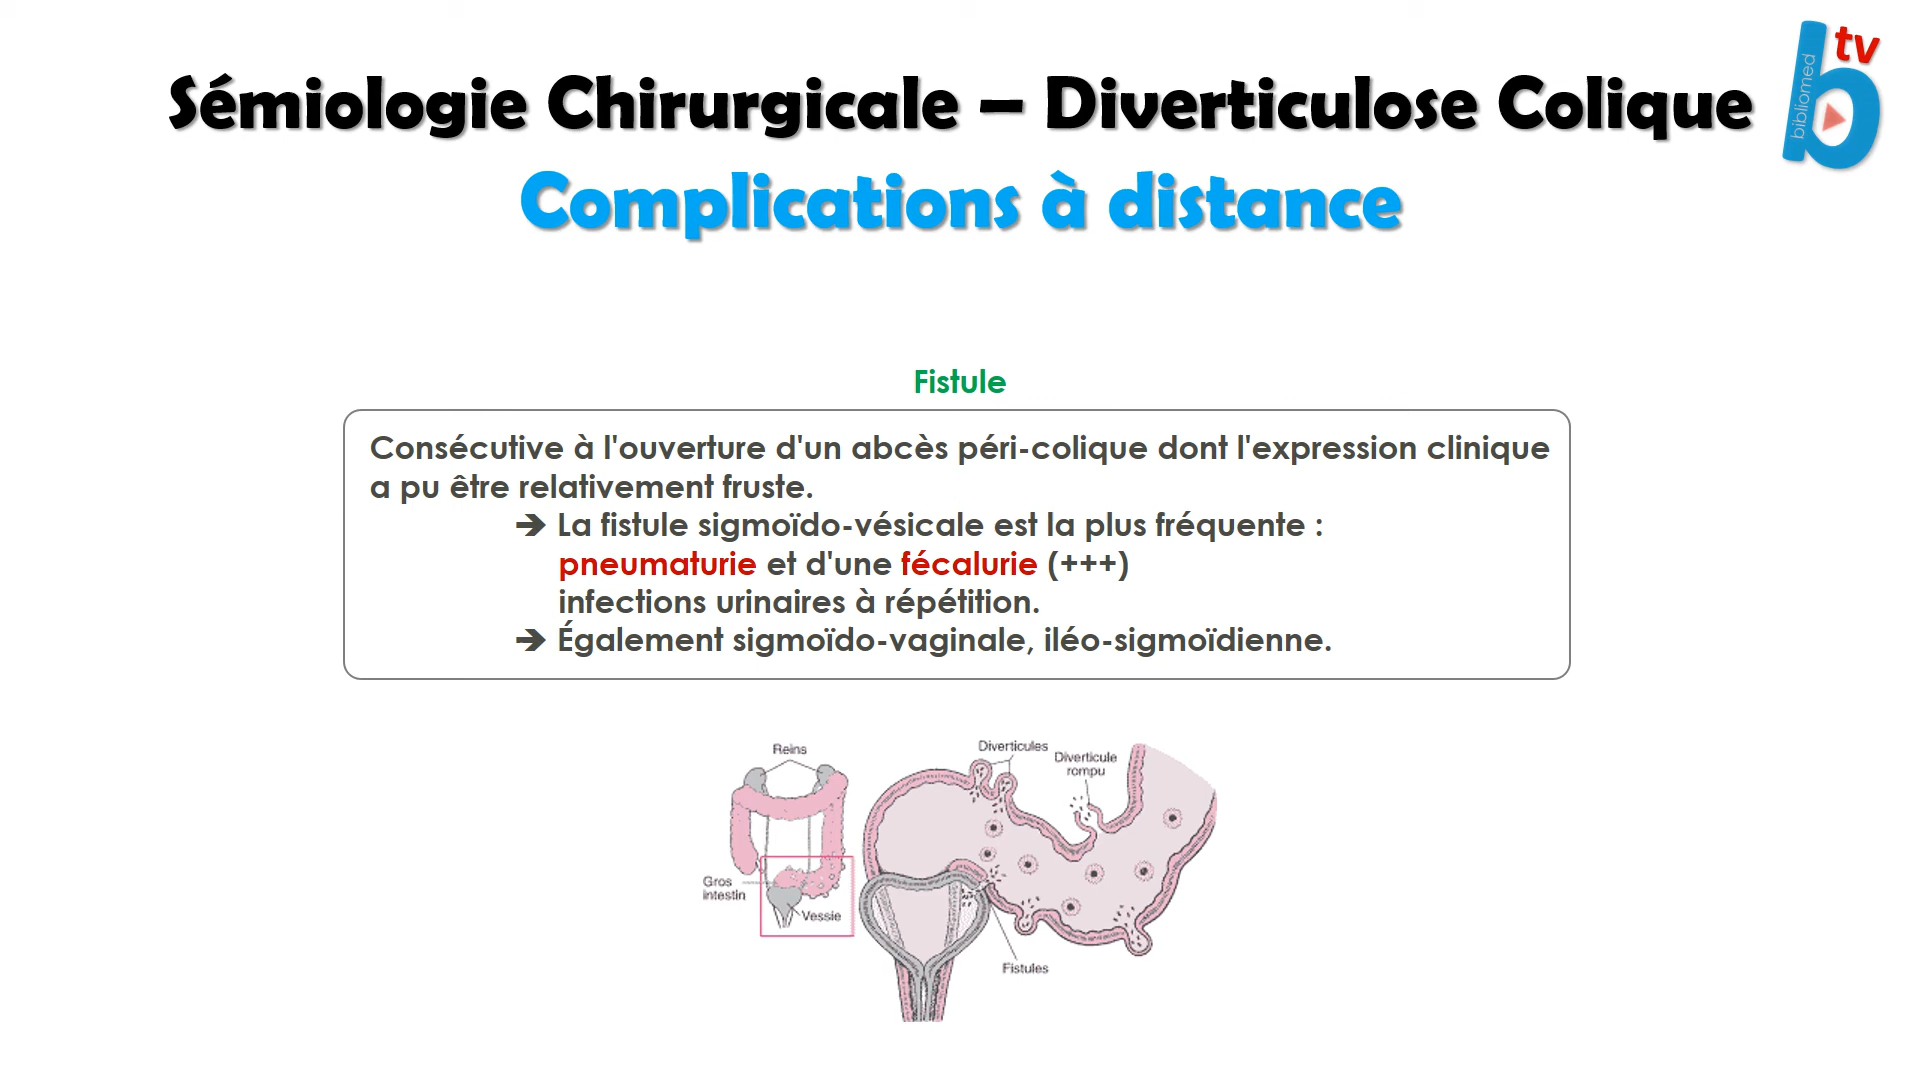 Sémiologie Chirurgicale – Diverticulose Colique
tv
bibliomed
b
Complications à distance
Fistule
Consécutive à l'ouverture d'un abcès péri-colique dont l'expression clinique
a pu être relativement fruste.
➔ La fistule sigmoïdo-vésicale est la plus fréquente :
pneumaturie et d'une fécalurie (+++)
infections urinaires à répétition.
➔ Également sigmoïdo-vaginale, iléo-sigmoïdienne.
Reins
Gros
intestin
Vessie
Diverticules
Diverticule
rompu
Fistules